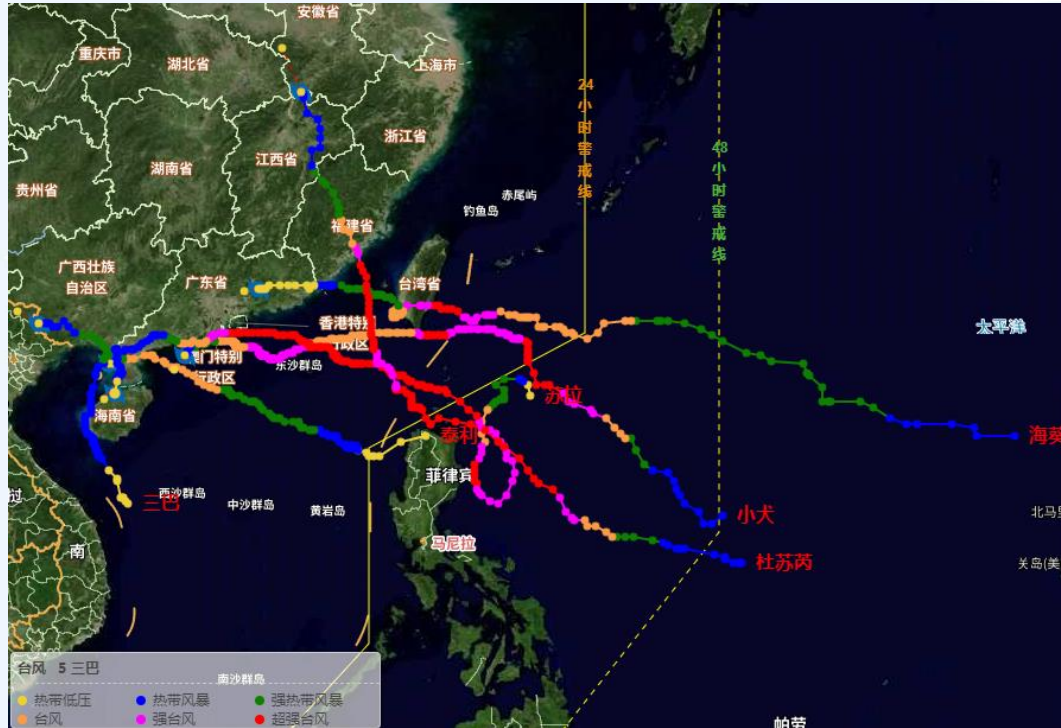 安徽省
重庆市
湖北省
上海市
24小时警戒线
浙江省
48小时警戒线
湖南省
江西省
贵州省
赤尾屿
钓鱼岛
福建省
广西壮族
自治区
广东省
台湾省
香港特别
行政区
太平洋
澳门特别
行政区
东沙群岛
海南省
苏拉
泰利
海葵
菲律宾
三巴
西沙群岛
中沙群岛
黄岩岛
小犬
北马里
南
马尼拉
杜苏芮
关岛(美
台风 5 三巴
南沙群岛
热带低压 热带风暴 强热带风暴
台风 强台风 超强台风
帕劳